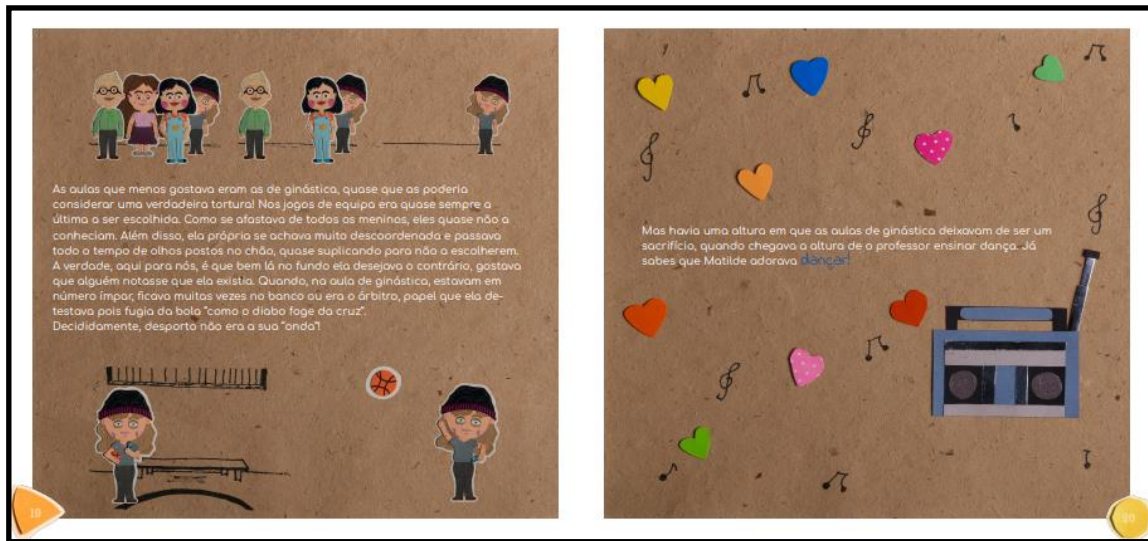 As aulas que menos gostava eram as de ginástica, quase que as poderia
considerar uma verdadeira tortura! Nos jogos de equipa era quase sempre a
última a ser escolhida. Como se afastava de todos os meninos, eles quase não a
conheciam. Além disso, ela própria se achava muito descoordenada e passava
todo o tempo de olhos postos no chão, quase suplicando para não a escolherem.
A verdade, aqui para nós, é que bem lá no fundo ela desejava o contrário, gostava
que alguém notasse que ela existia. Quando, na aula de ginástica, estavam em
número ímpar, ficava muitas vezes no banco ou era o árbitro, papel que ela de-
testava pois fugia da bola "como o diabo foge da cruz".
Decididamente, desporto não era a sua "onda"!
19
Mas havia uma altura em que as aulas de ginástica deixavam de ser um
sacrifício, quando chegava a altura de o professor ensinar dança. Já
sabes que Matilde adorava dançar!
20